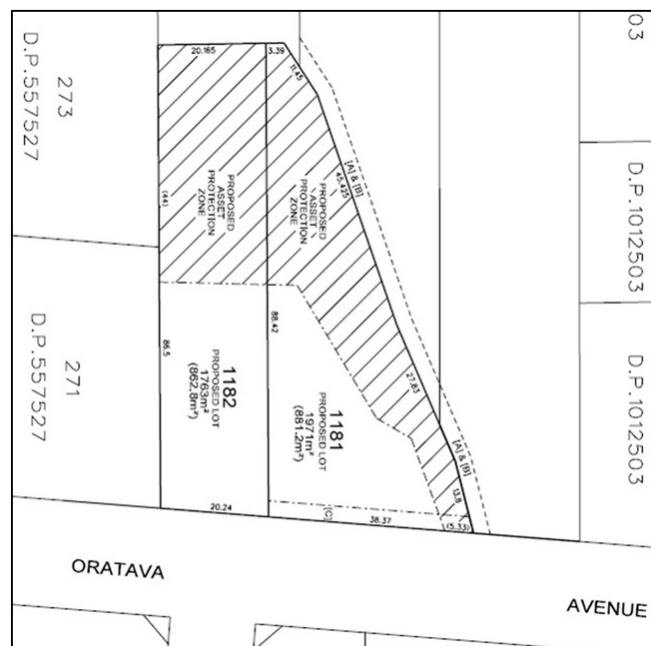 03
D.P.1012503
D.P.1012503
273
D.P.557527
271
D.P.557527
20.165
3.39
11.45
[A] & [B]
45.425
PROPOSED
ASSET
PROTECTION
ZONE
PROPOSED
ASSET
PROTECTION
ZONE
(44)
86.5
88.42
27.83
[A] & [B]
13.8
1182
PROPOSED LOT
1763m²
(862.8m²)
1181
PROPOSED LOT
1971m²
(881.2m²)
20.24
[C]
38.37
(5.33)
ORATAVA
AVENUE